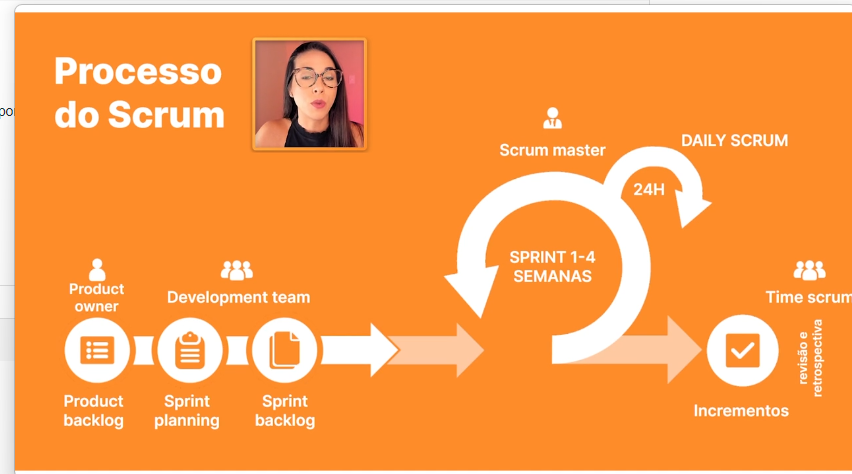 Processo
do Scrum
Scrum master
DAILY SCRUM
24H
SPRINT 1-4
SEMANAS
Product
owner
Development team
Time scrum
Product
backlog
Sprint
planning
Sprint
backlog
Incrementos
revisão e
retrospectiva